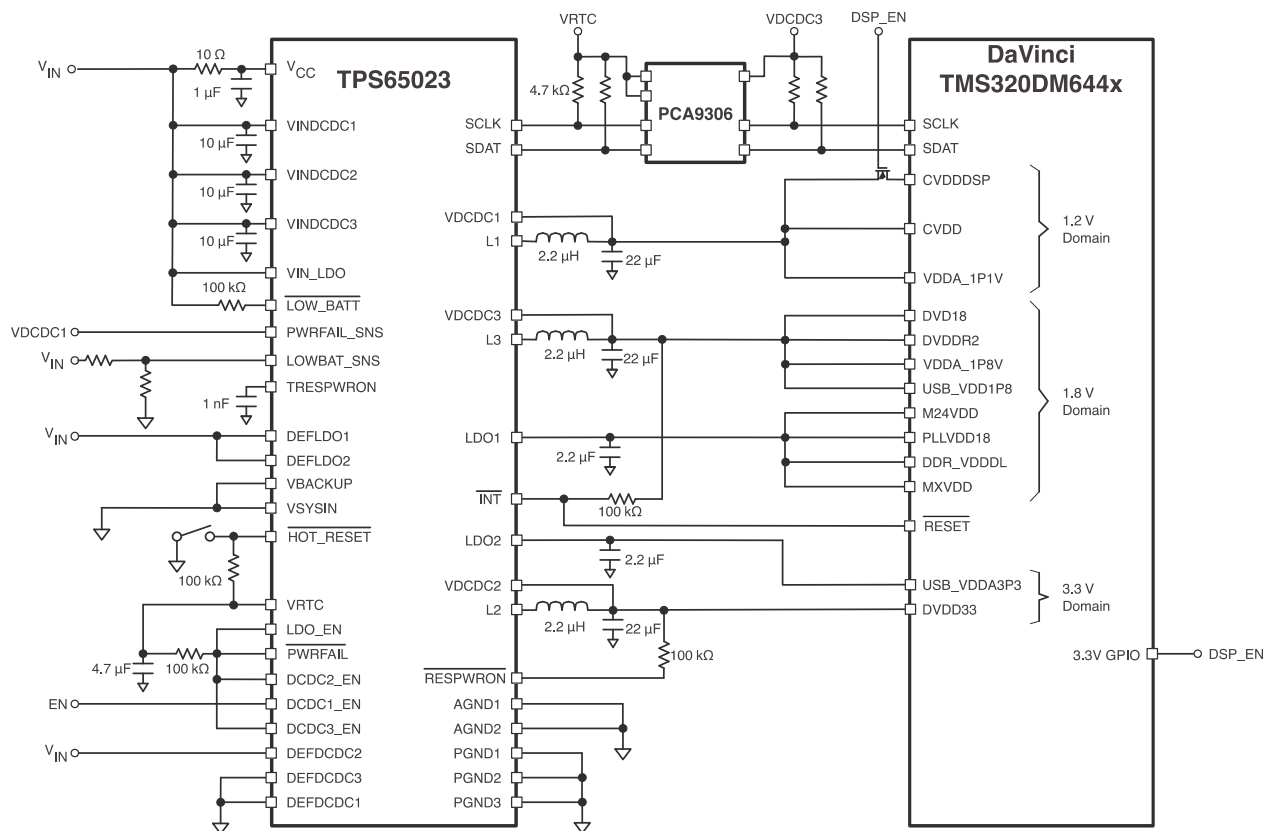 VRTC
VDCDC3
DSP_EN
DaVinci
TMS320DM644x
TPS65023
PCA9306
4.7 kΩ
V IN
10 Ω
1 µF
V CC
10 µF
VINDCDC1
10 µF
VINDCDC2
10 µF
VINDCDC3
VIN_LDO
100 kΩ
LOW_BATT
VDCDC1
PWRFAIL_SNS
V IN
LOWBAT_SNS
TRESPWRON
1 nF
V IN
DEFLDO1
DEFLDO2
VBACKUP
VSYSIN
HOT_RESET
100 kΩ
VRTC
LDO_EN
PWRFAIL
4.7 µF
100 kΩ
DCDC2_EN
EN
DCDC1_EN
DCDC3_EN
V IN
DEFDCDC2
DEFDCDC3
DEFDCDC1
SCLK
SDAT
VDCDC1
L1
2.2 µH
22 µF
VDCDC3
L3
2.2 µH
22 µF
LDO1
2.2 µF
INT
100 kΩ
LDO2
2.2 µF
VDCDC2
L2
2.2 µH
22 µF
100 kΩ
RESPWRON
AGND1
AGND2
PGND1
PGND2
PGND3
SCLK
SDAT
CVDDDSP
CVDD
VDDA_1P1V
1.2 V
Domain
DVD18
DVDDR2
VDDA_1P8V
USB_VDD1P8
M24VDD
PLLVDD18
DDR_VDDDL
MXVDD
1.8 V
Domain
RESET
USB_VDDA3P3
DVDD33
3.3 V
Domain
3.3V GPIO
DSP_EN